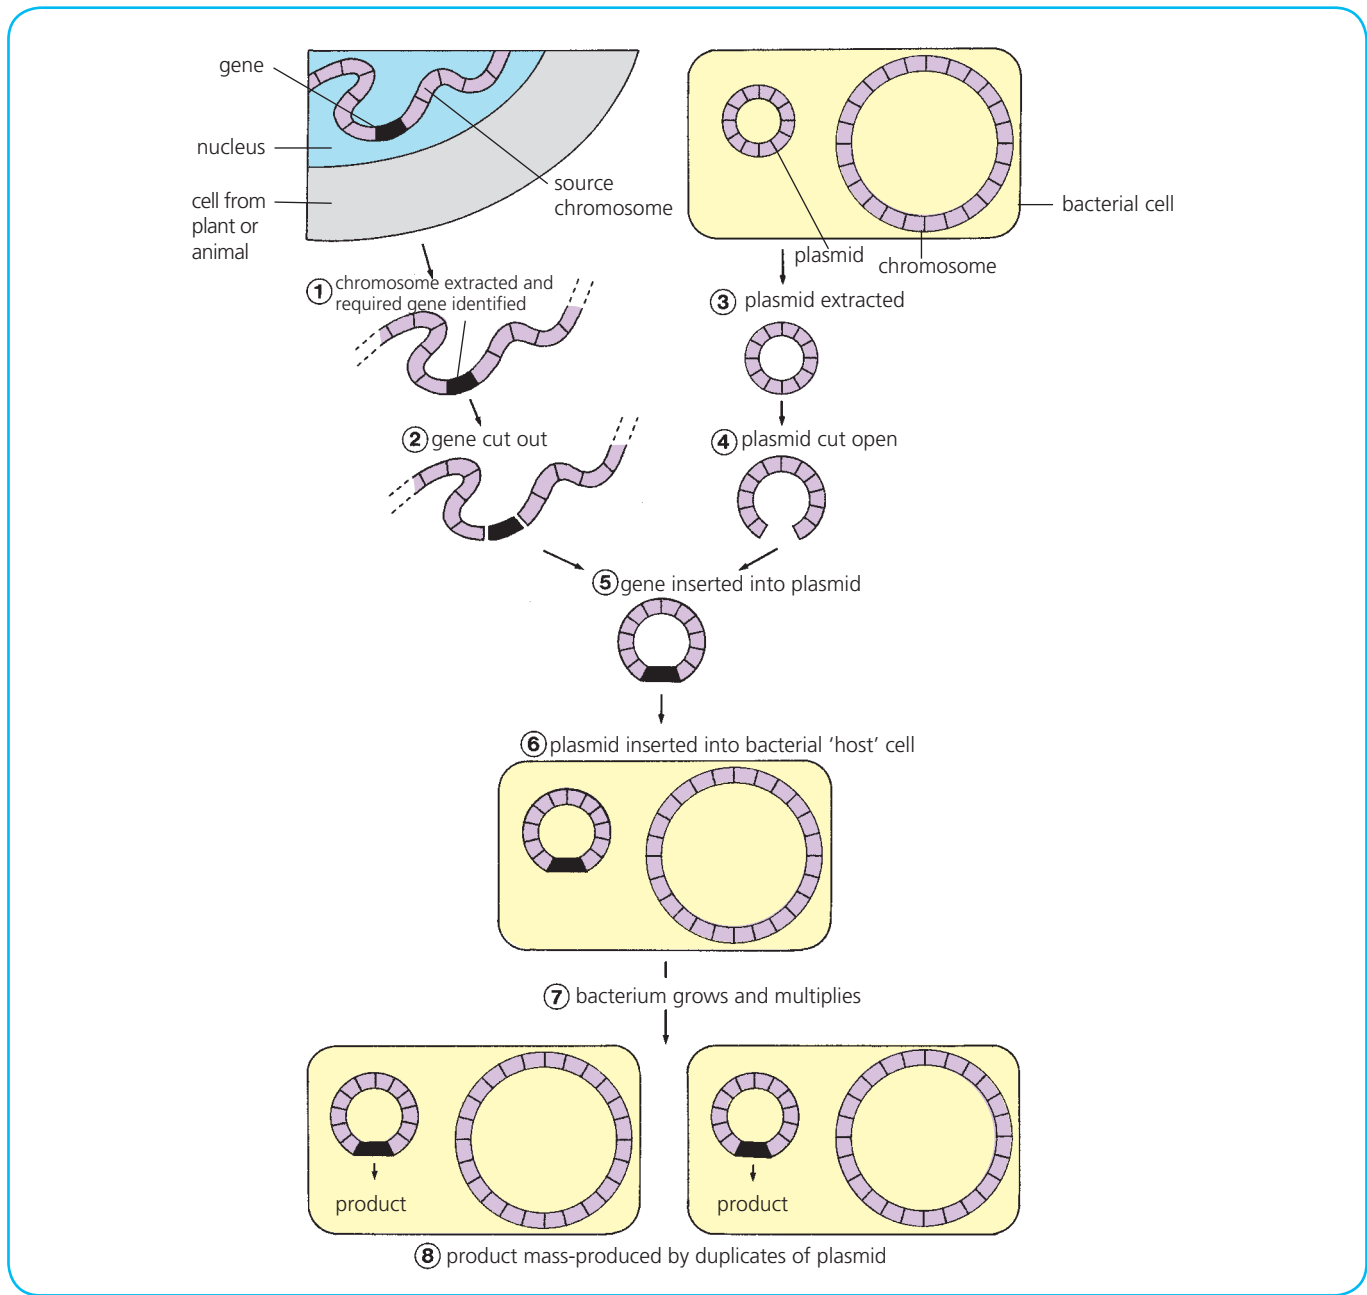 gene
nucleus
cell from
plant or
animal
source
chromosome
plasmid
chromosome
bacterial cell
1 chromosome extracted and
required gene identified
2 gene cut out
3 plasmid extracted
4 plasmid cut open
5 gene inserted into plasmid
6 plasmid inserted into bacterial ‘host’ cell
7 bacterium grows and multiplies
product
product
8 product mass-produced by duplicates of plasmid